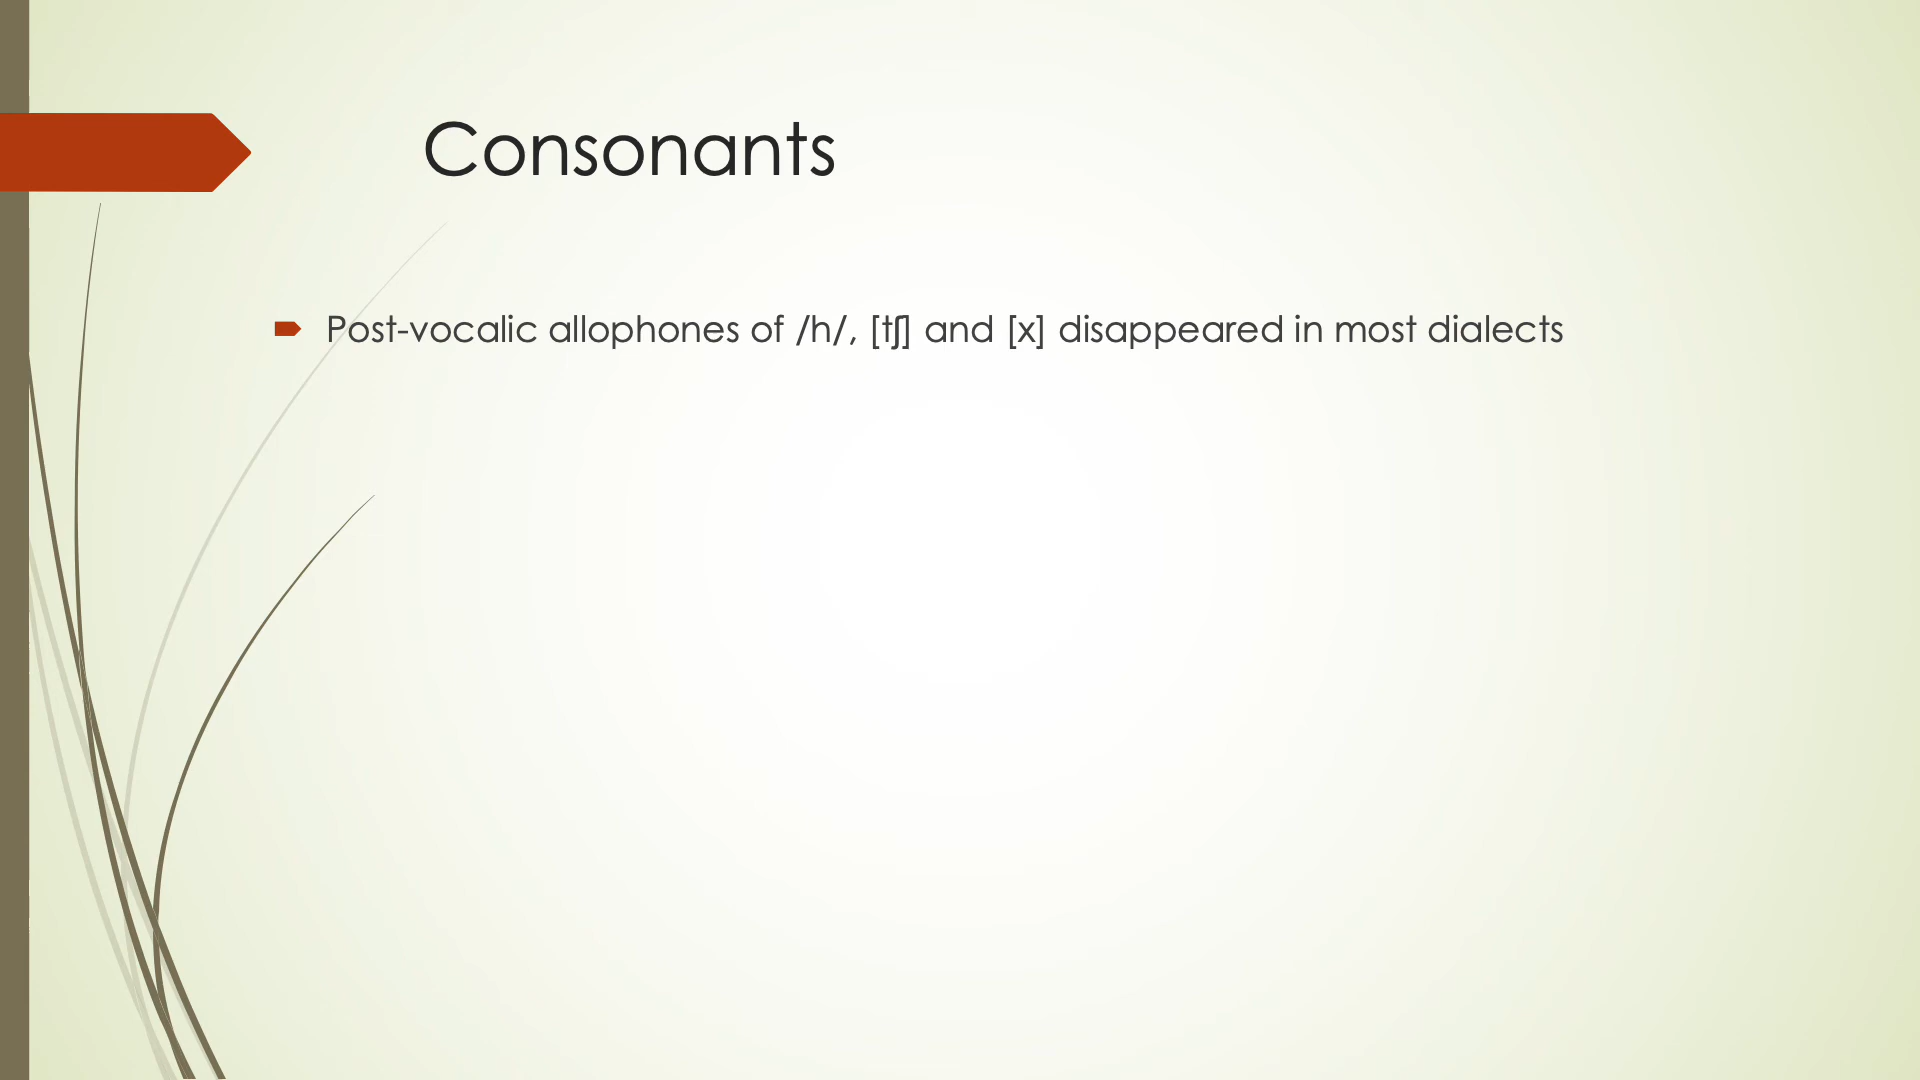 Consonants
Post-vocalic allophones of /h/, [tʃ] and [x] disappeared in most dialects